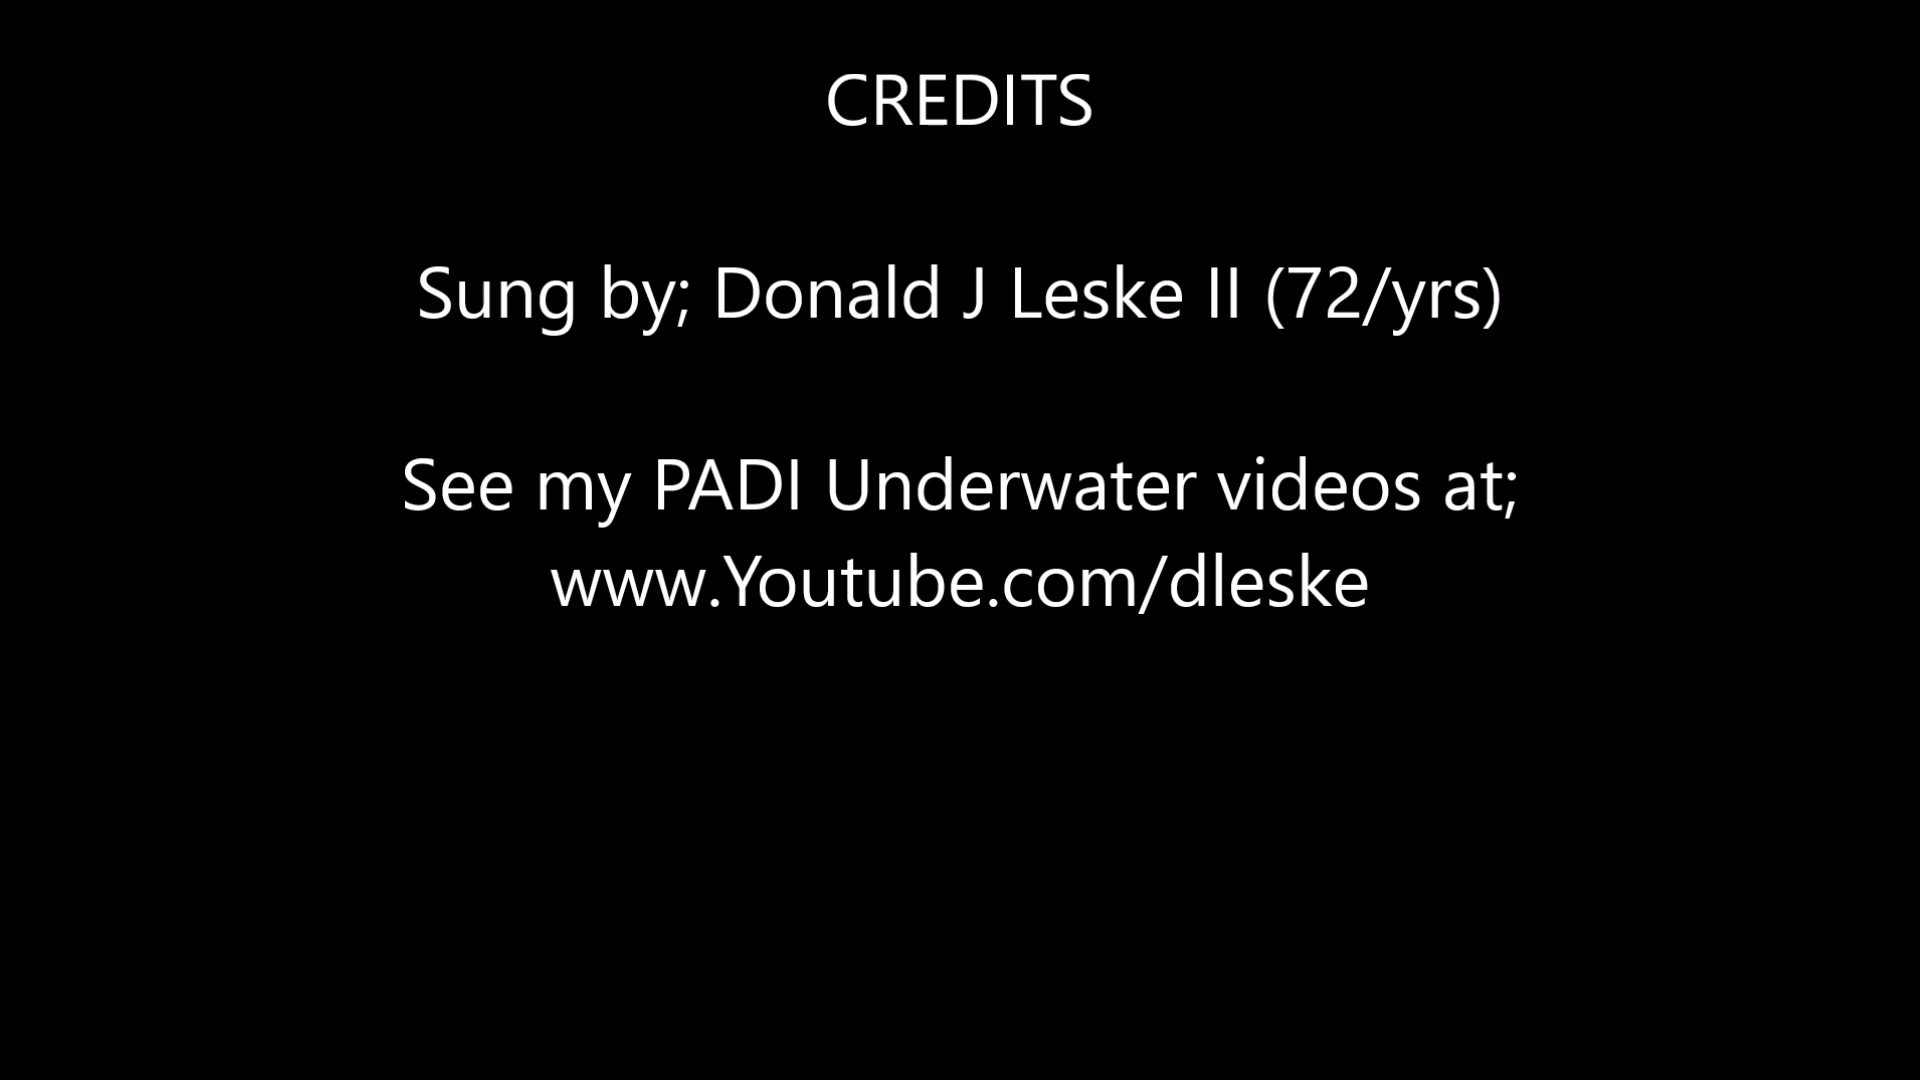 CREDITS
Sung by; Donald J Leske II (72/yrs)
See my PADI Underwater videos at;
www.Youtube.com/dleske